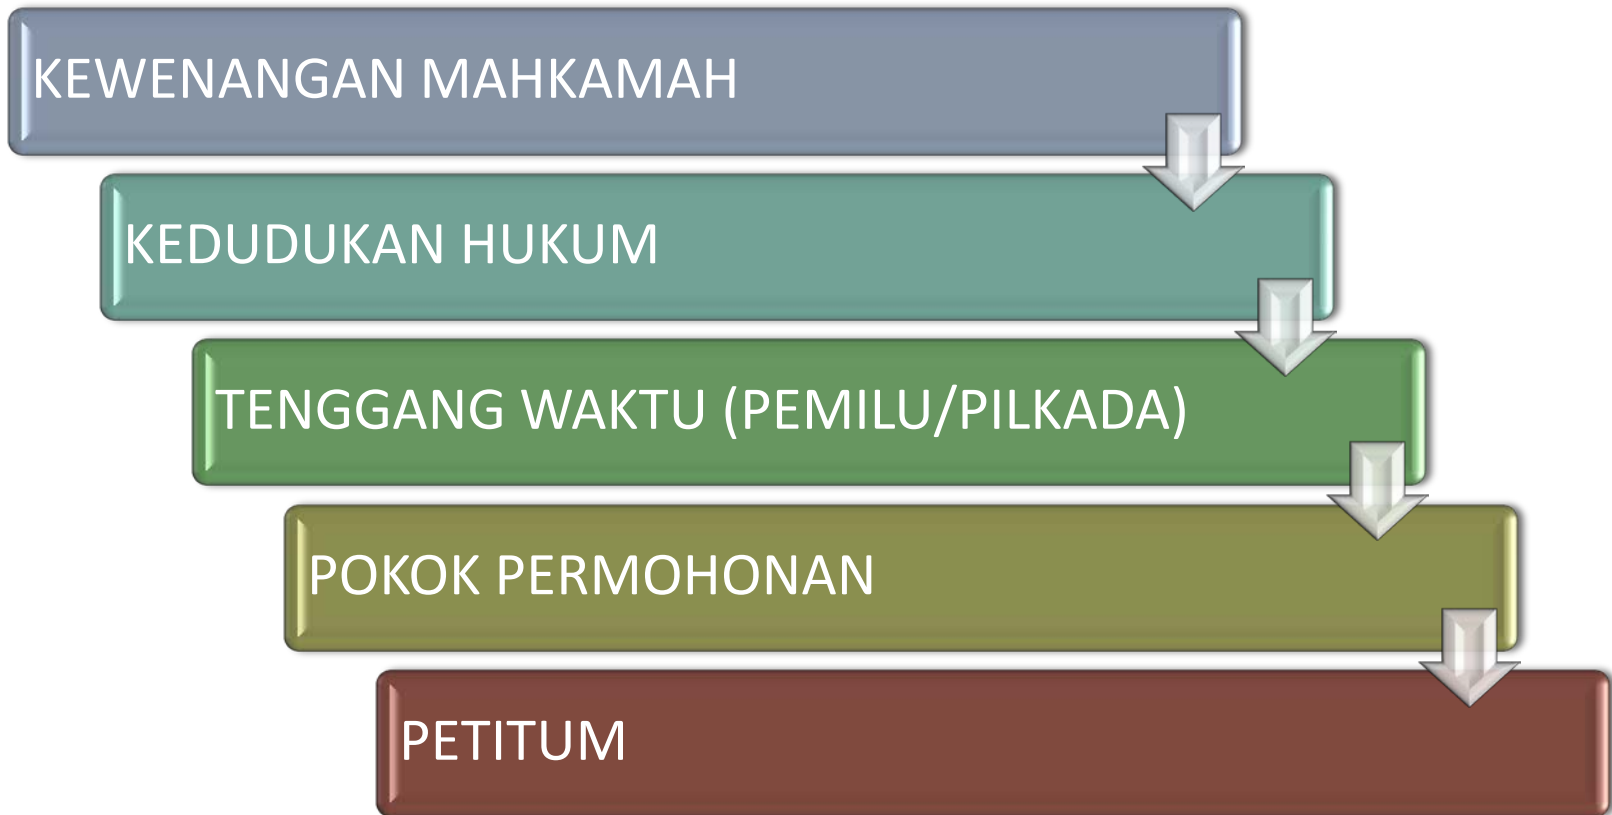 KEWENANGAN MAHKAMAH
KEDUDUKAN HUKUM
TENGGANG WAKTU (PEMILU/PILKADA)
POKOK PERMOHONAN
PETITUM